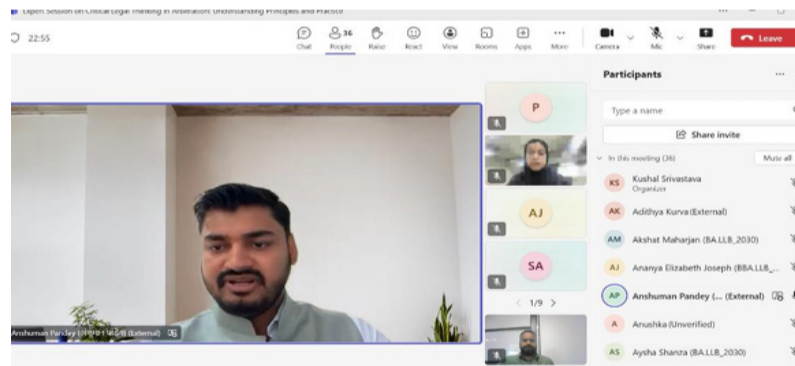 Expert Session on Critical Legal Thinking in Arbitration: Understanding Principles and Practice
22:55
Chat
36
People
Raise
React
View
Rooms
Apps
More
Camera
Mic
Share
Leave
Participants
Type a name
Share invite
In this meeting (36)
Mute all
KS Kushal Srivastava
Organizer
AK Adithya Kurva (External)
AM Akshat Maharjan (BA.LLB_2030)
AJ Ananya Elizabeth Joseph (BBA.LLB_...
AP Anshuman Pandey (... (External)
A Anushka (Unverified)
AS Aysha Shanza (BA.LLB_2030)
P
AJ
SA
1/9
Anshuman Pandey (External)